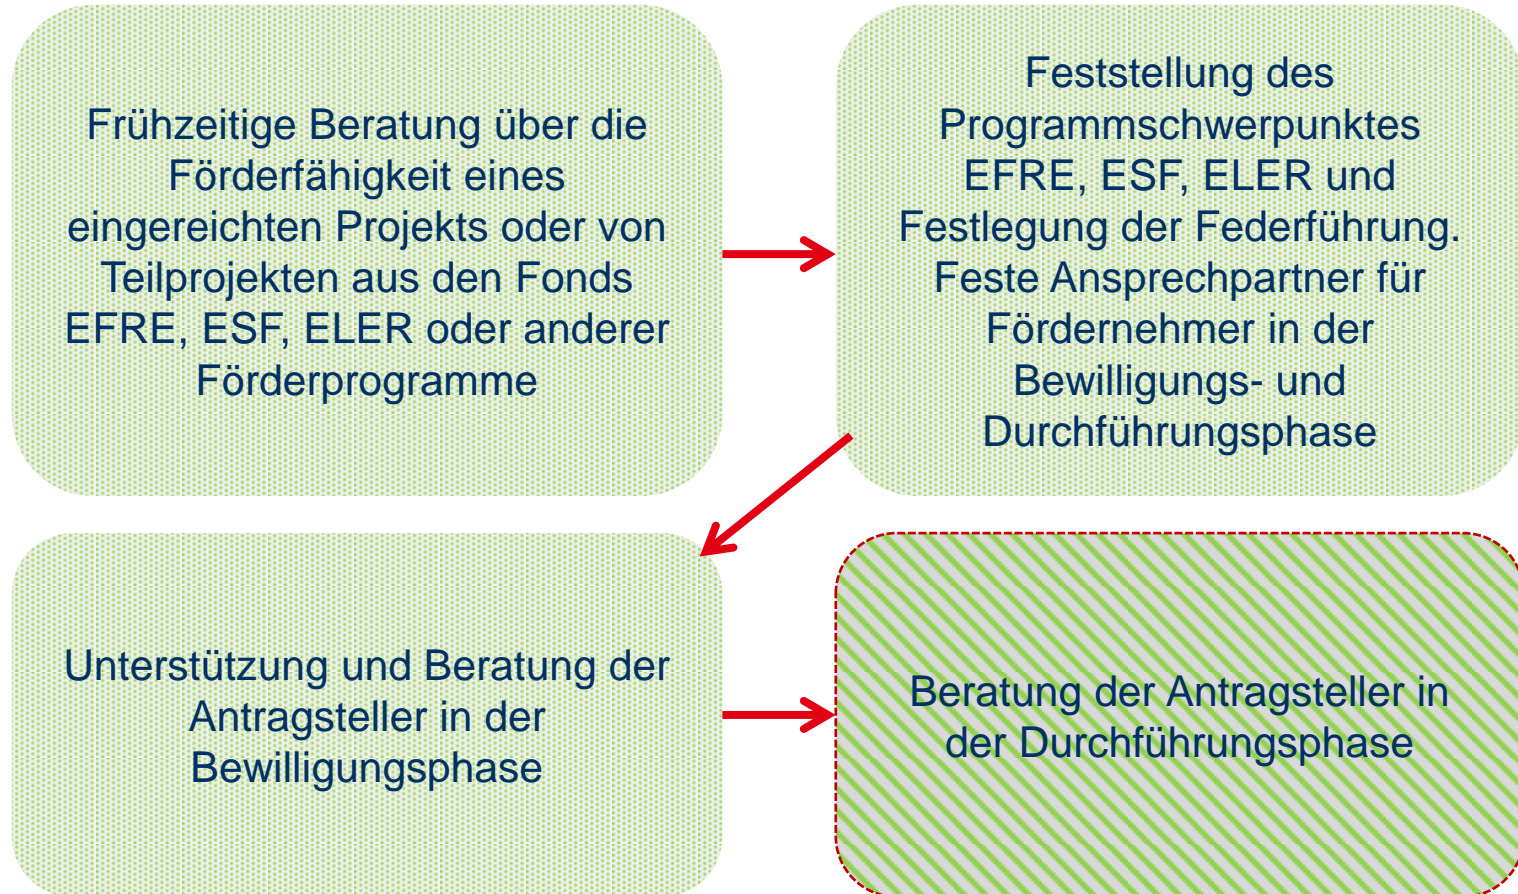 Frühzeitige Beratung über die
Förderfähigkeit eines
eingereichten Projekts oder von
Teilprojekten aus den Fonds
EFRE, ESF, ELER oder anderer
Förderprogramme
Feststellung des
Programmschwerpunktes
EFRE, ESF, ELER und
Festlegung der Federführung.
Feste Ansprechpartner für
Fördernehmer in der
Bewilligungs- und
Durchführungsphase
Unterstützung und Beratung der
Antragsteller in der
Bewilligungsphase
Beratung der Antragsteller in
der Durchführungsphase